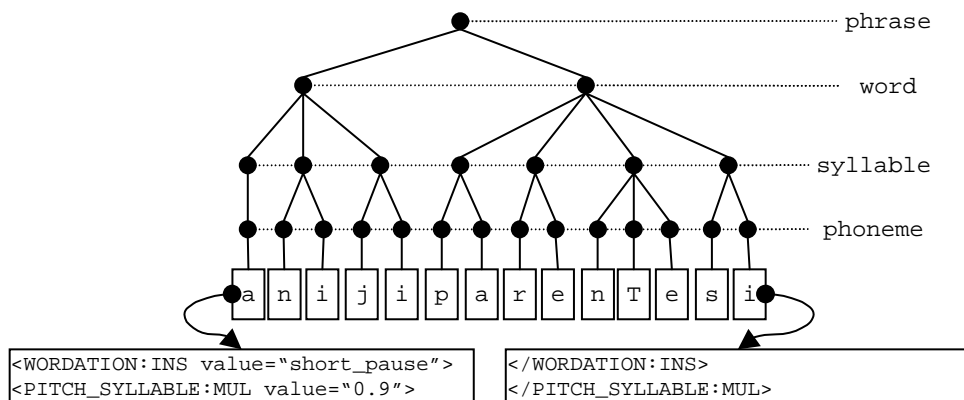 phrase
word
syllable
phoneme
a n i j i p a r e n T e s i
<WORDATION:INS value=“short_pause”>
<PITCH_SYLLABLE:MUL value=“0.9”>
</WORDATION:INS>
</PITCH_SYLLABLE:MUL>